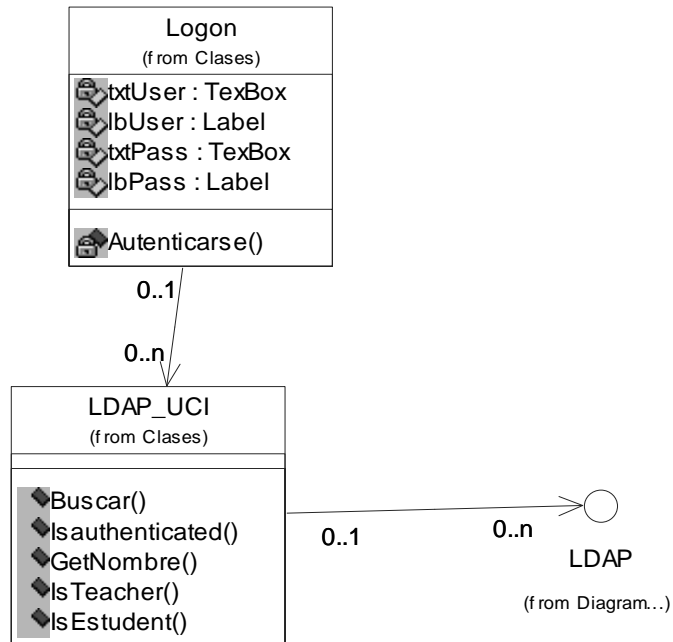 Logon
(from Clases)
txtUser : TexBox
lbUser : Label
txtPass : TexBox
lbPass : Label
Autenticarse()
0..1
0..n
LDAP_UCI
(from Clases)
Buscar()
Isauthenticated()
GetNombre()
IsTeacher()
IsEstudent()
0..1
0..n
LDAP
(from Diagram...)